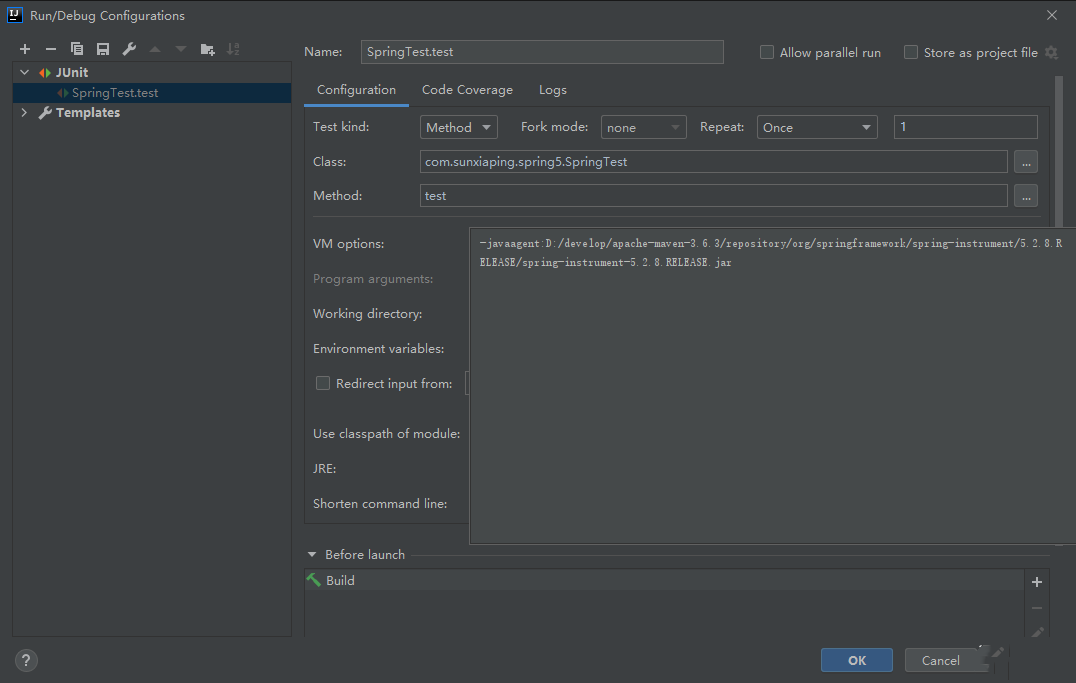 Run/Debug Configurations
Name: SpringTest.test Allow parallel run Store as project file
JUnit
SpringTest.test
Templates
Configuration Code Coverage Logs
Test kind: Method Fork mode: none Repeat: Once 1
Class: com.sunxiaping.spring5.SpringTest ...
Method: test ...
VM options:
-javaagent:D:/develop/apache-maven-3.6.3/repository/org/springframework/spring-instrument/5.2.8.R
ELEASE/spring-instrument-5.2.8.RELEASE.jar
Program arguments:
Working directory:
Environment variables:
Redirect input from:
Use classpath of module:
JRE:
Shorten command line:
Before launch
Build
? OK Cancel